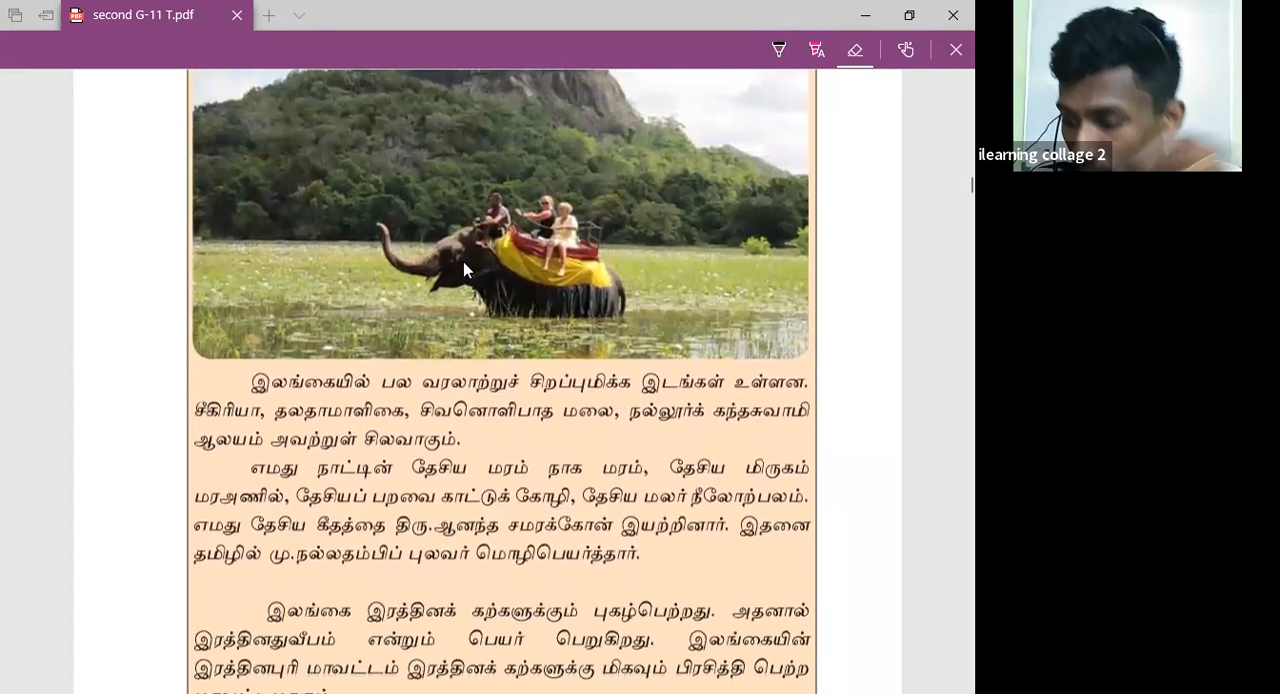 second G-11 T.pdf
ilearning collage 2
இலங்கையில் பல வரலாற்றுச் சிறப்புமிக்க இடங்கள் உள்ளன.
சீகிரியா, தலதாமாளிகை, சிவனொளிபாத மலை, நல்லூர்க் கந்தசுவாமி
ஆலயம் அவற்றுள் சிலவாகும்.
எமது நாட்டின் தேசிய மரம் நாக மரம், தேசிய மிருகம்
மரஅணில், தேசியப் பறவை காட்டுக் கோழி, தேசிய மலர் நீலோற்பலம்.
எமது தேசிய கீதத்தை திரு.ஆனந்த சமரக்கோன் இயற்றினார். இதனை
தமிழில் மு.நல்லதம்பிப் புலவர் மொழிபெயர்த்தார்.
இலங்கை இரத்தினக் கற்களுக்கும் புகழ்பெற்றது. அதனால்
இரத்தினதுவீபம் என்றும் பெயர் பெறுகிறது. இலங்கையின்
இரத்தினபுரி மாவட்டம் இரத்தினக் கற்களுக்கு மிகவும் பிரசித்தி பெற்ற